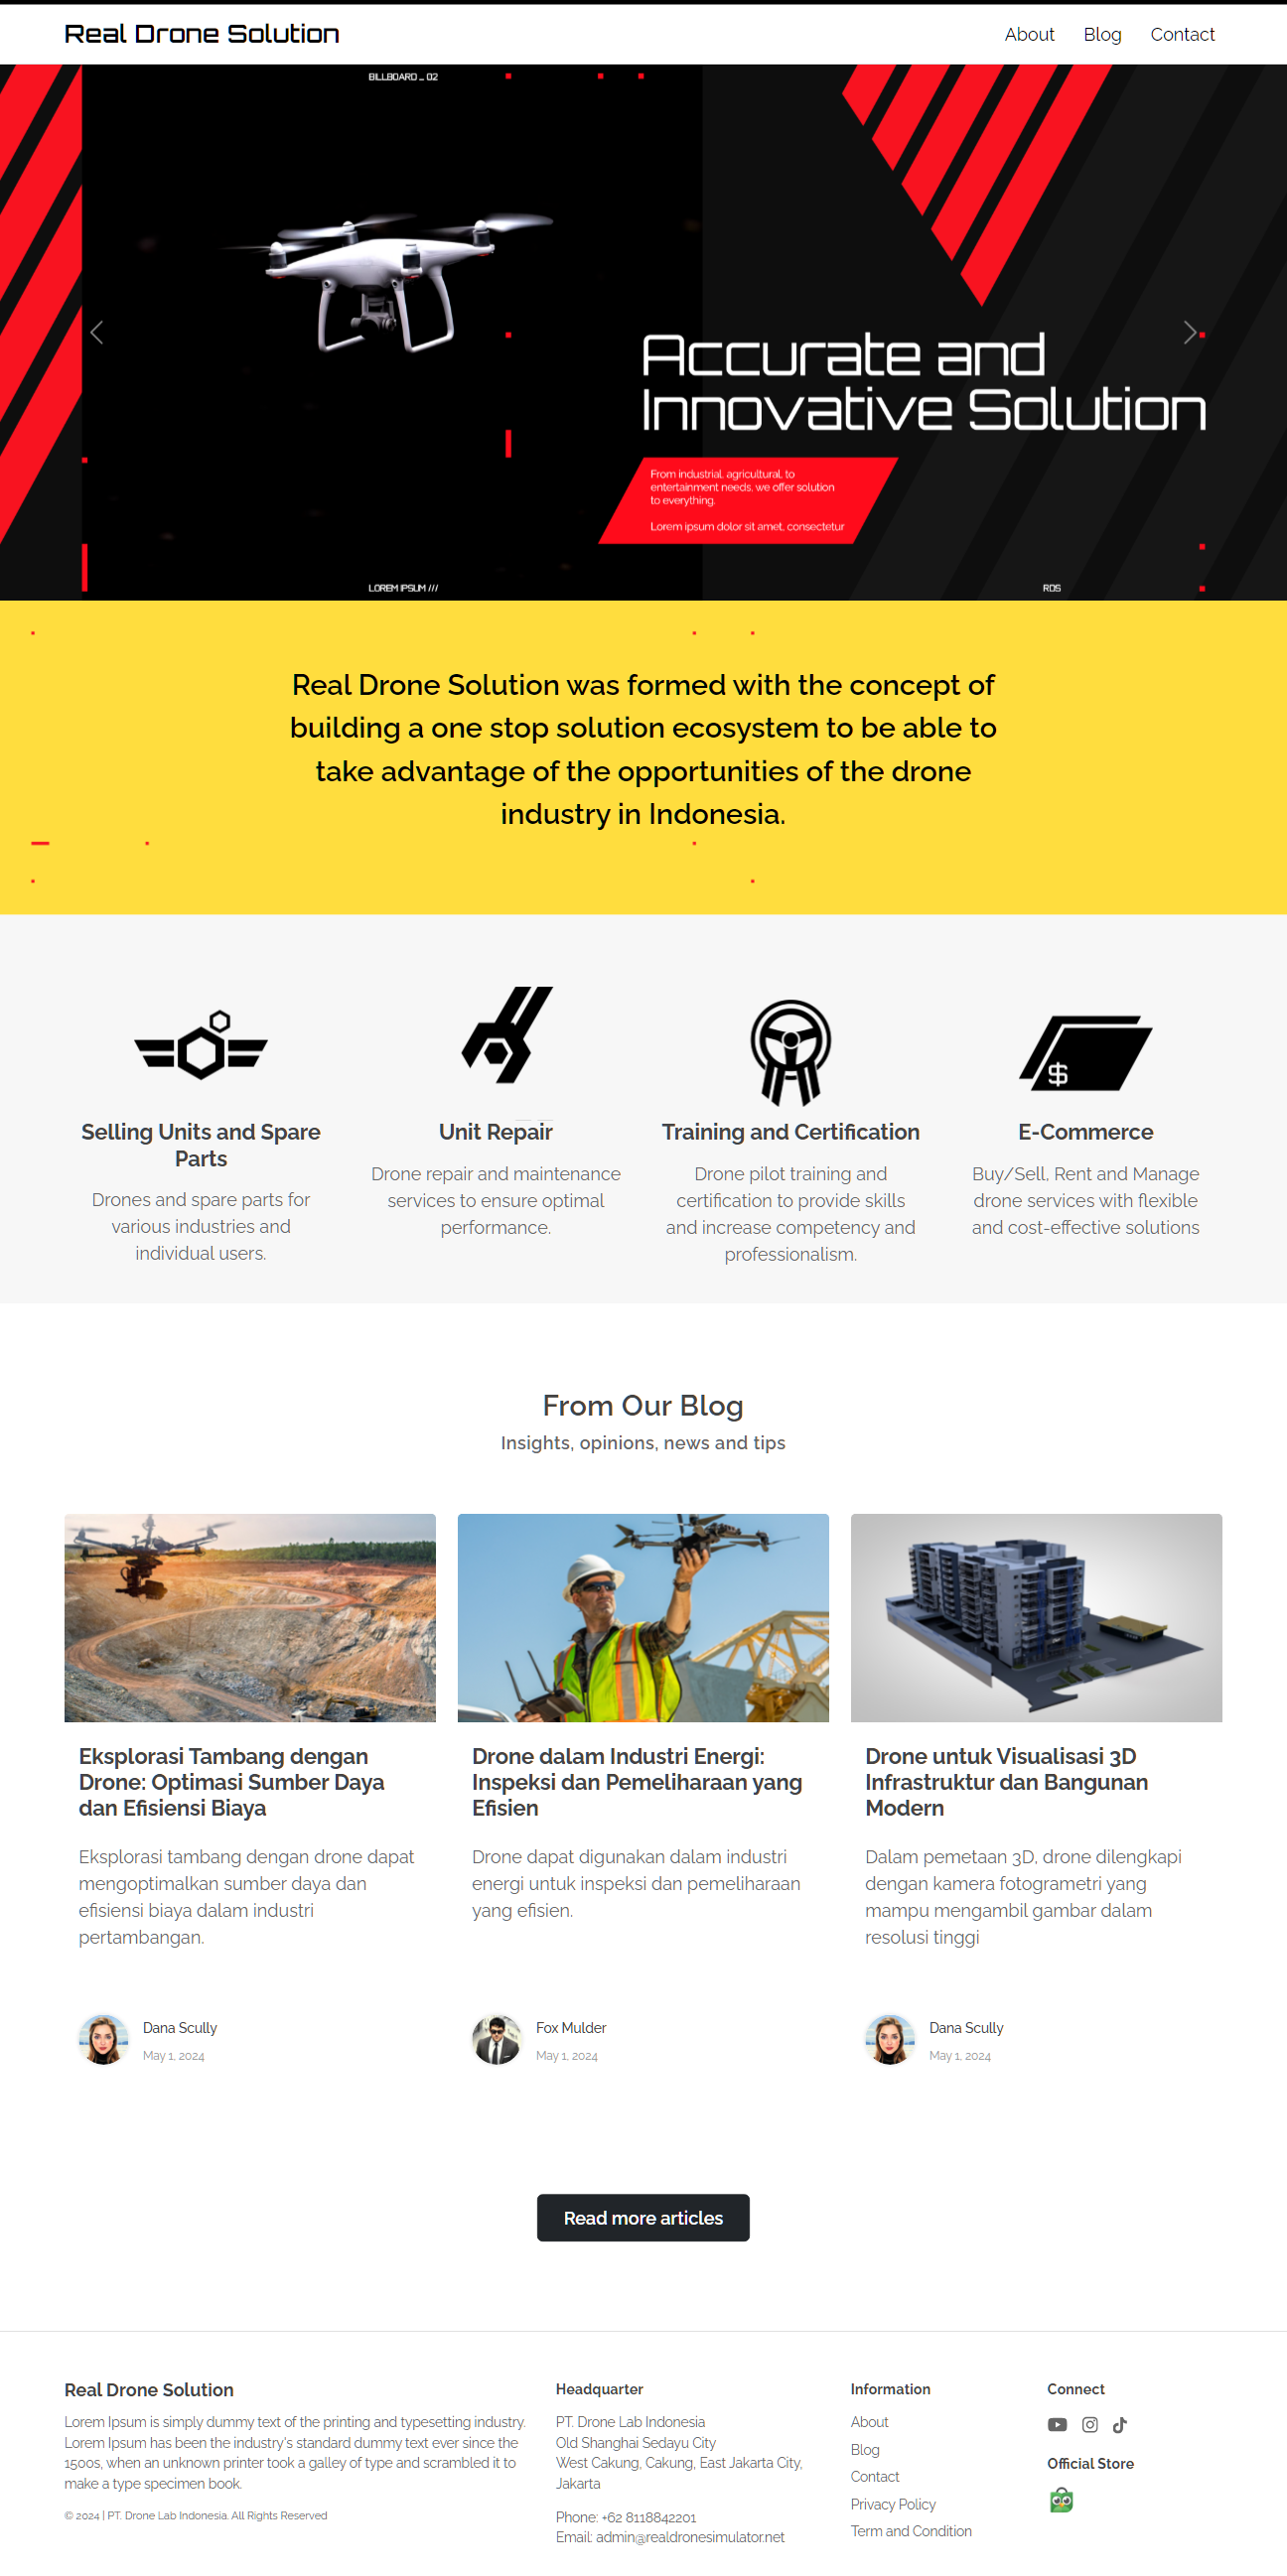 Real Drone Solution
About Blog Contact
BILLBOARD _ 02
Accurate and
Innovative Solution
From industrial, agricultural, to
entertainment needs, we offer solution
to everything.
Lorem ipsum dolor sit amet, consectetur
LOREM IPSUM ///
RDS
Real Drone Solution was formed with the concept of
building a one stop solution ecosystem to be able to
take advantage of the opportunities of the drone
industry in Indonesia.
Selling Units and Spare
Parts
Drones and spare parts for
various industries and
individual users.
Unit Repair
Drone repair and maintenance
services to ensure optimal
performance.
Training and Certification
Drone pilot training and
certification to provide skills
and increase competency and
professionalism.
$
E-Commerce
Buy/Sell, Rent and Manage
drone services with flexible
and cost-effective solutions
From Our Blog
Insights, opinions, news and tips
Eksplorasi Tambang dengan
Drone: Optimasi Sumber Daya
dan Efisiensi Biaya
Eksplorasi tambang dengan drone dapat
mengoptimalkan sumber daya dan
efisiensi biaya dalam industri
pertambangan.
Dana Scully
May 1, 2024
Drone dalam Industri Energi:
Inspeksi dan Pemeliharaan yang
Efisien
Drone dapat digunakan dalam industri
energi untuk inspeksi dan pemeliharaan
yang efisien.
Fox Mulder
May 1, 2024
Drone untuk Visualisasi 3D
Infrastruktur dan Bangunan
Modern
Dalam pemetaan 3D, drone dilengkapi
dengan kamera fotogrametri yang
mampu mengambil gambar dalam
resolusi tinggi
Dana Scully
May 1, 2024
Read more articles
Real Drone Solution
Lorem Ipsum is simply dummy text of the printing and typesetting industry.
Lorem Ipsum has been the industry's standard dummy text ever since the
1500s, when an unknown printer took a galley of type and scrambled it to
make a type specimen book.
© 2024 | PT. Drone Lab Indonesia. All Rights Reserved
Headquarter
PT. Drone Lab Indonesia
Old Shanghai Sedayu City
West Cakung, Cakung, East Jakarta City,
Jakarta
Phone: +62 8118842201
Email: admin@realdronesimulator.net
Information
About
Blog
Contact
Privacy Policy
Term and Condition
Connect
Official Store